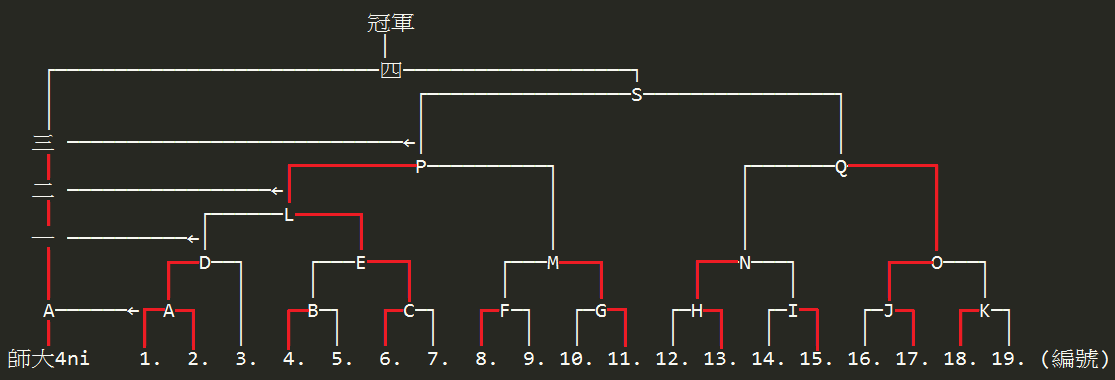 冠軍
四
S
三 ←
P Q
二 ←
L
一 ←
D E M N O
A ← A B C F G H I J K
師大4ni 1. 2. 3. 4. 5. 6. 7. 8. 9. 10. 11. 12. 13. 14. 15. 16. 17. 18. 19. (編號)